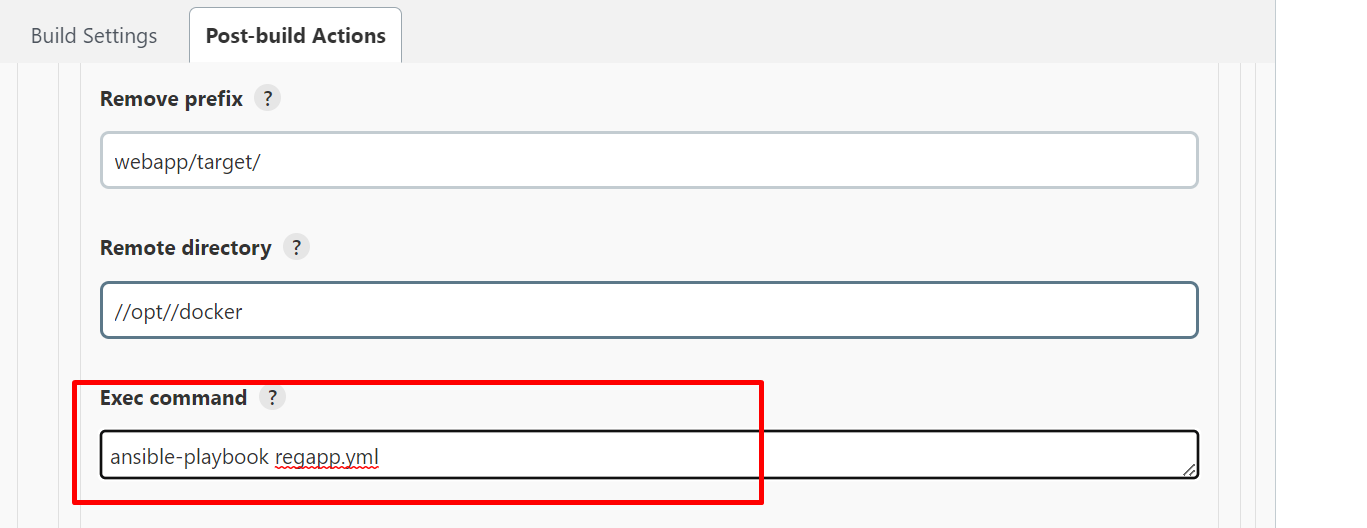 Build Settings
Post-build Actions
Remove prefix ?
webapp/target/
Remote directory ?
//opt//docker
Exec command ?
ansible-playbook regapp.yml